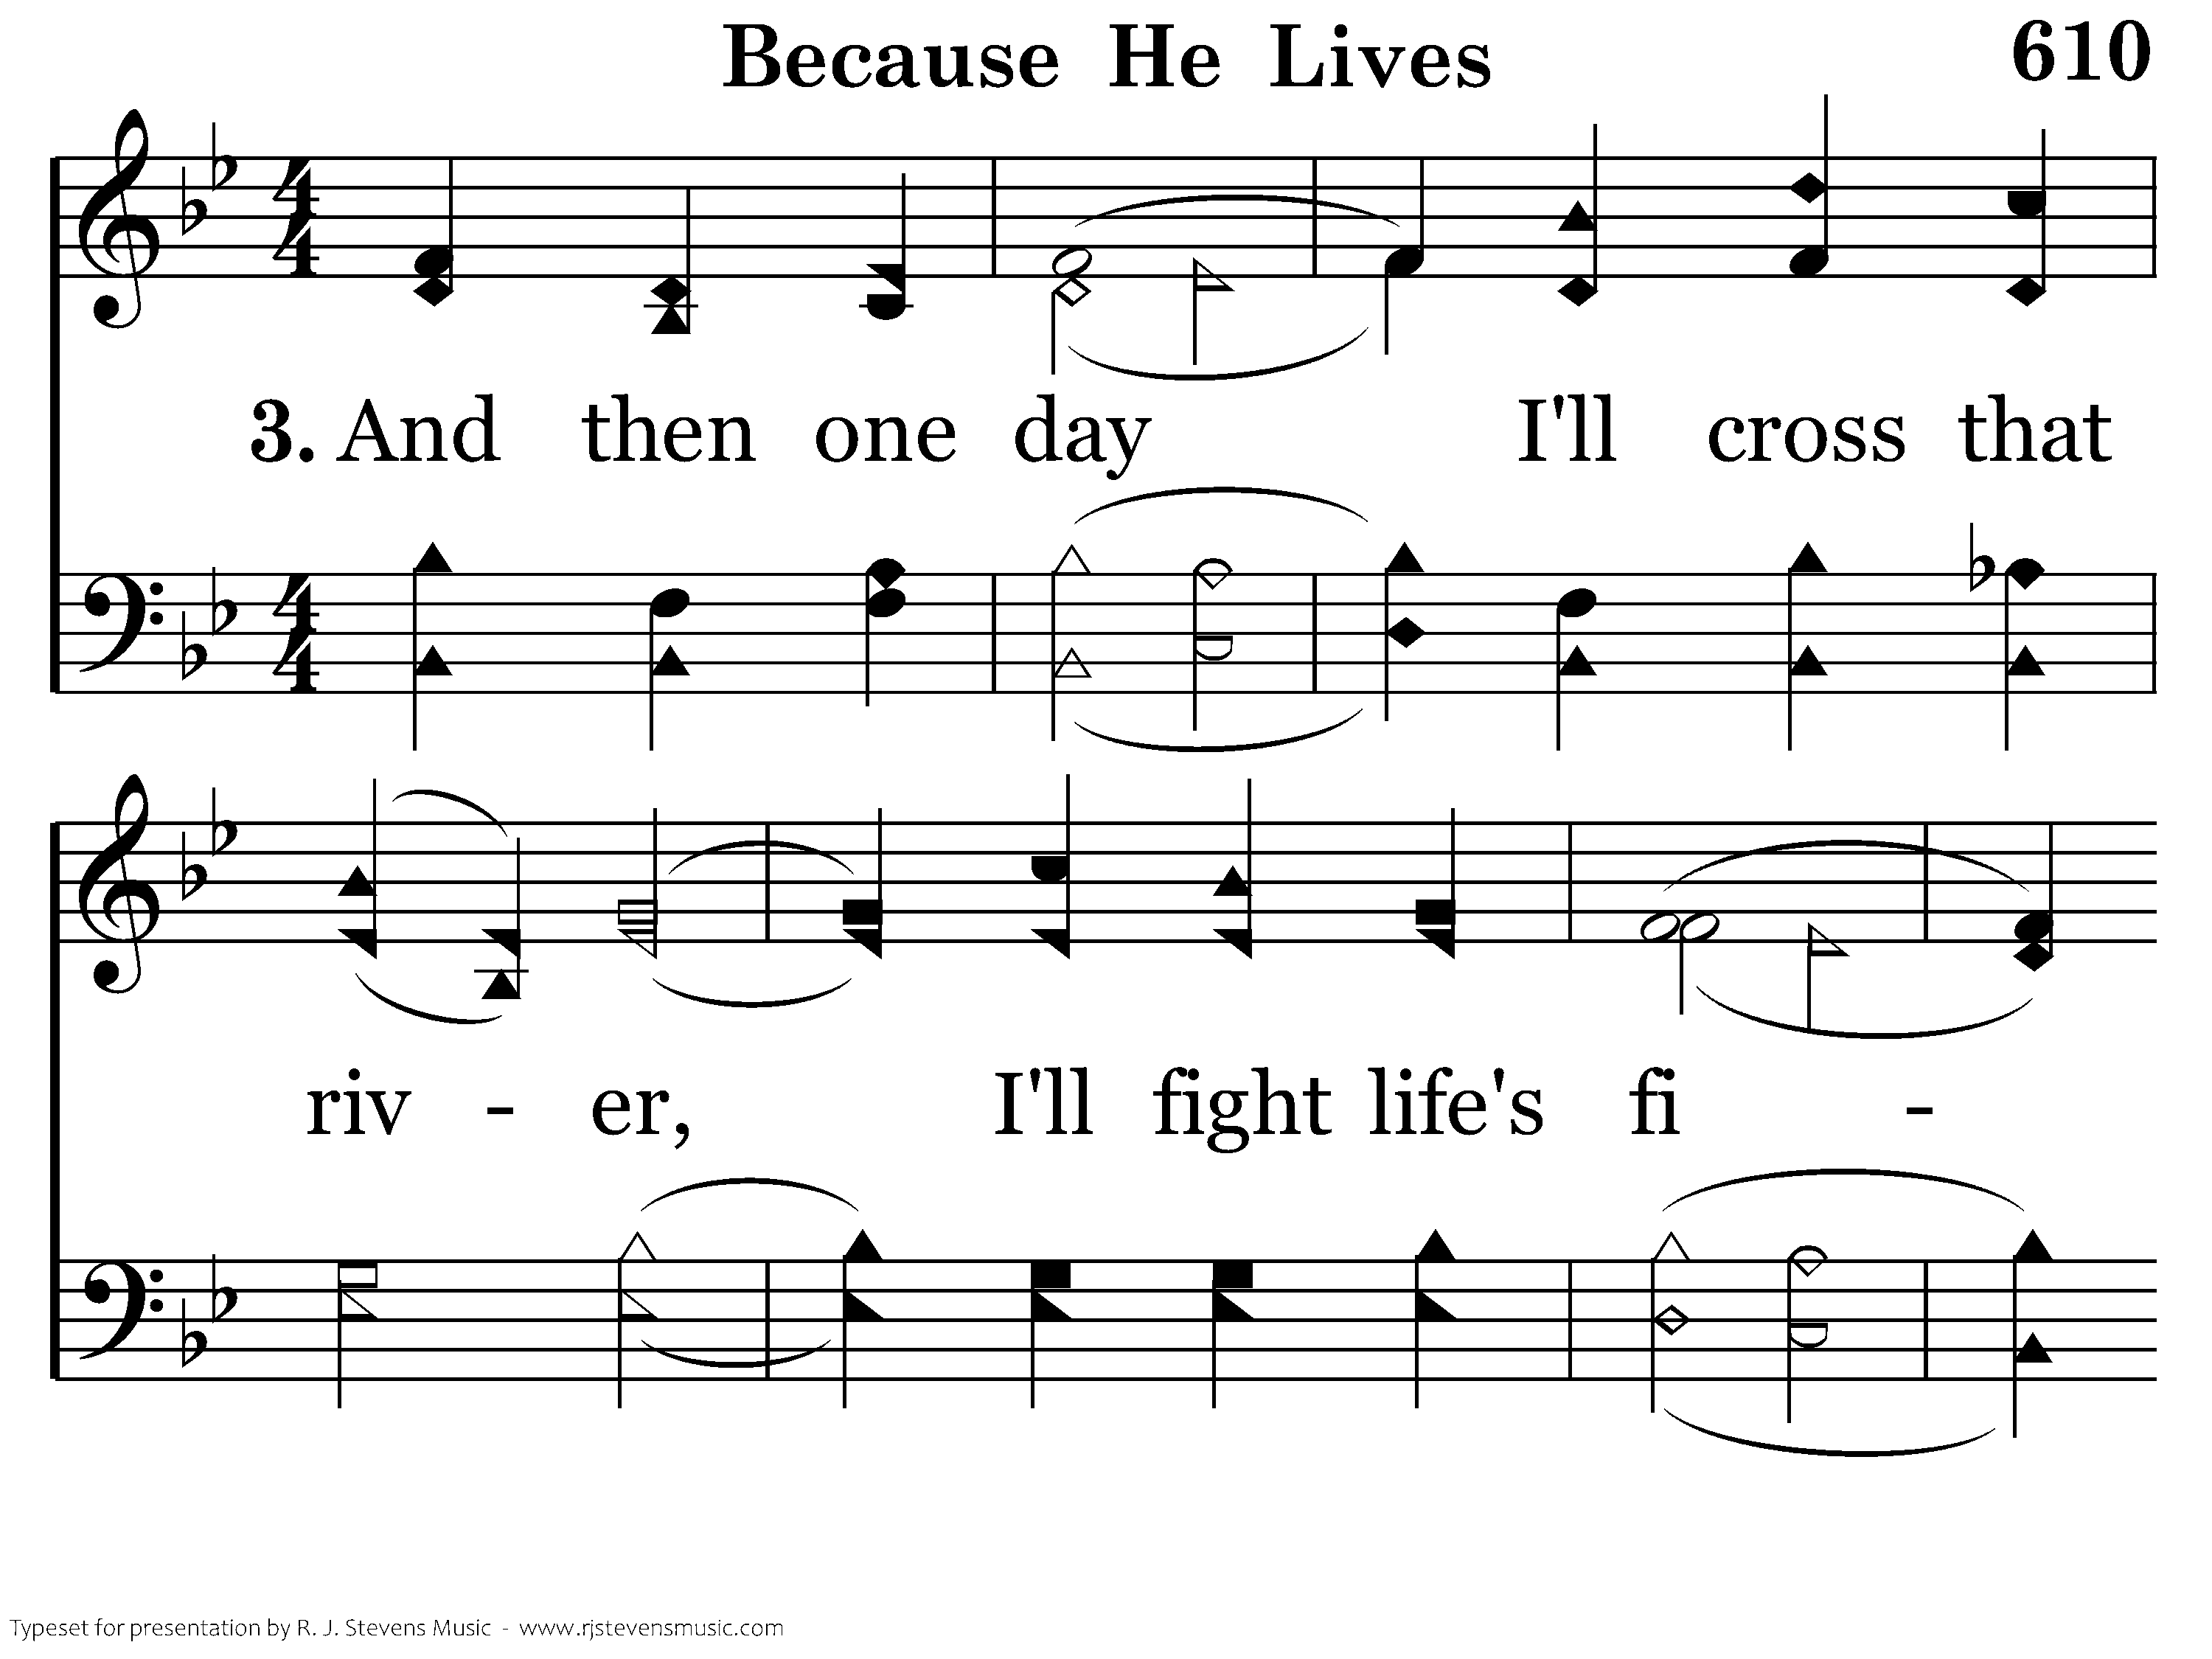 Because He Lives 610
3. And then one day I'll cross that
riv - er, I'll fight life's fi -
Typeset for presentation by R. J. Stevens Music - www.rjstevensmusic.com